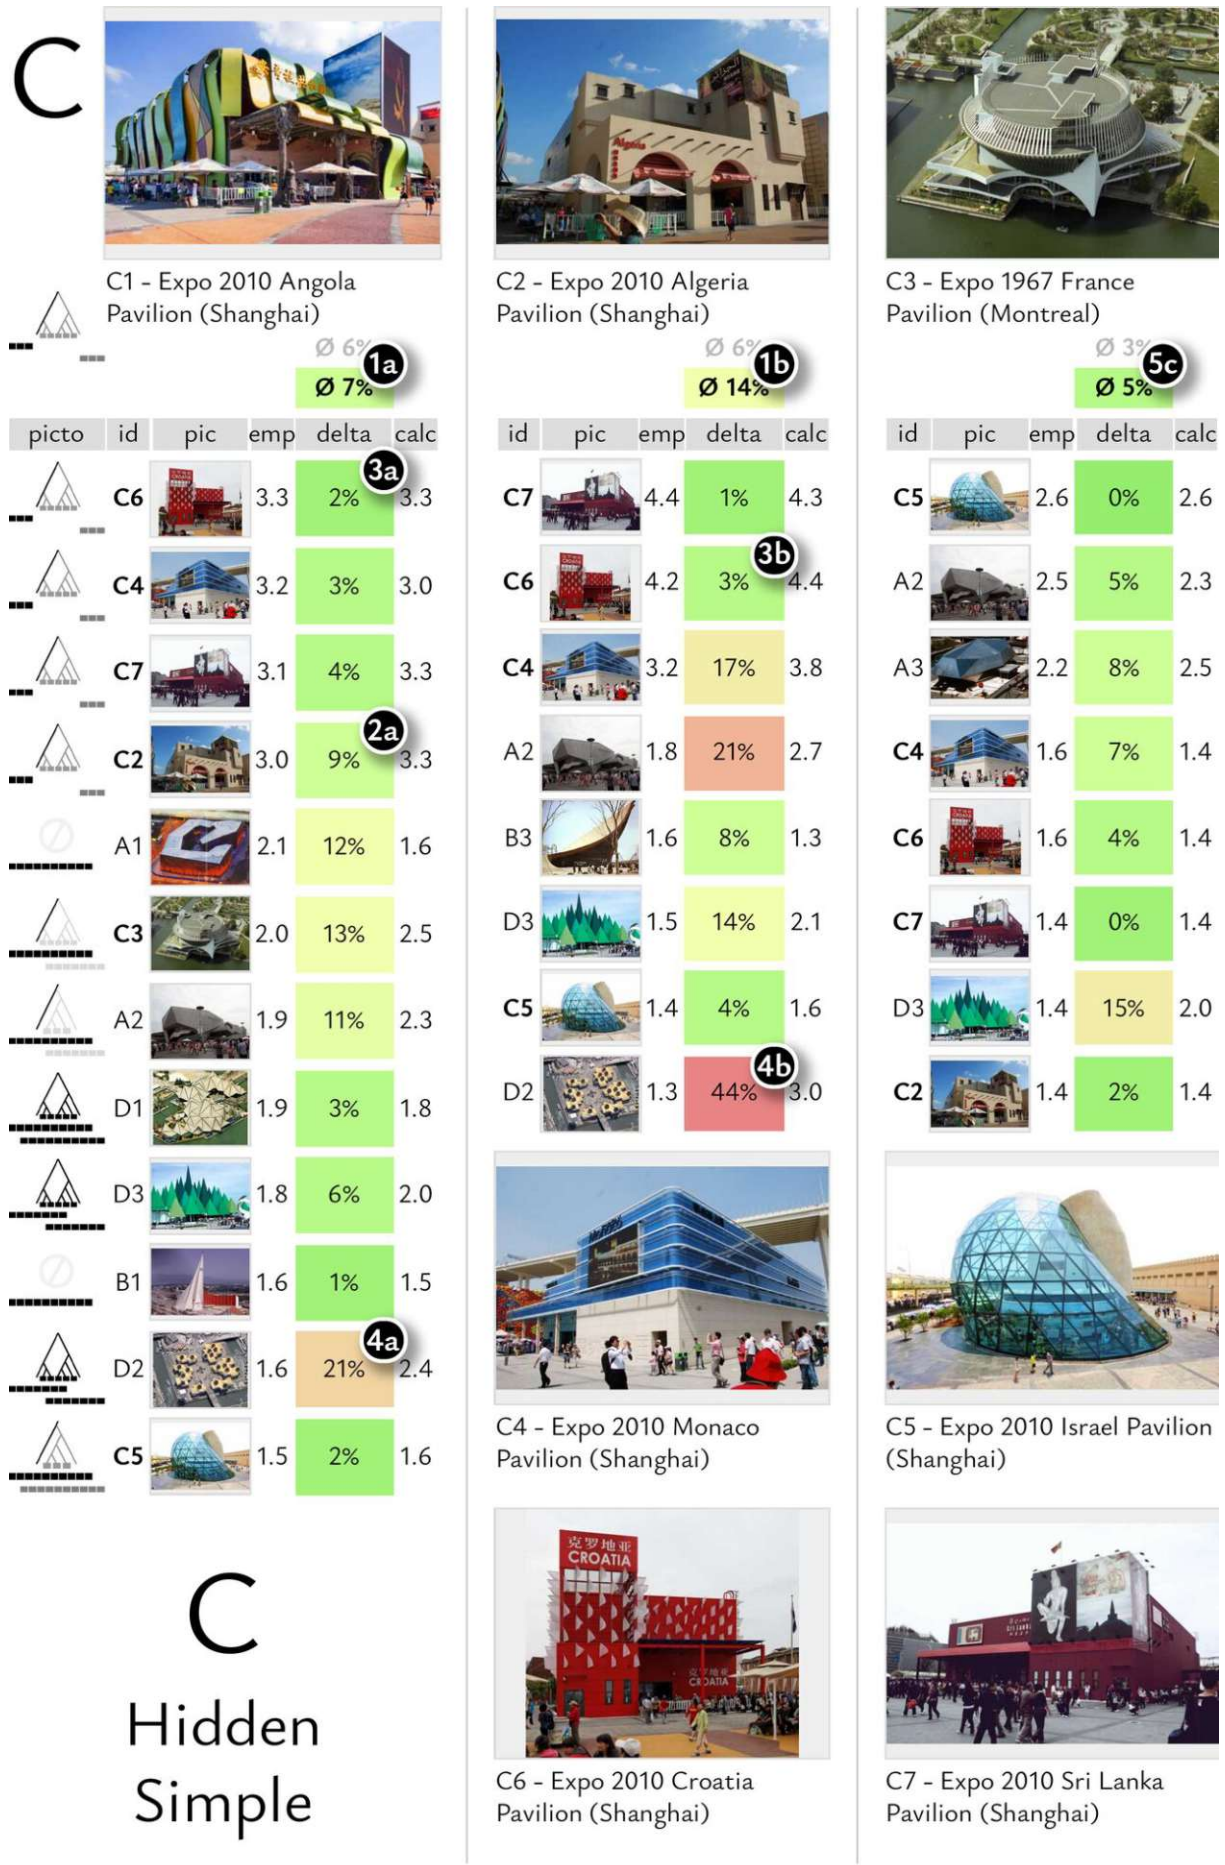 C
C1 - Expo 2010 Angola
Pavilion (Shanghai)
Ø 6%
1a
Ø 7%
picto id pic emp delta calc
C6 3.3 2% 3a 3.3
C4 3.2 3% 3.0
C7 3.1 4% 3.3
C2 3.0 9% 2a 3.3
A1 2.1 12% 1.6
C3 2.0 13% 2.5
A2 1.9 11% 2.3
D1 1.9 3% 1.8
D3 1.8 6% 2.0
B1 1.6 1% 1.5
D2 1.6 21% 4a 2.4
C5 1.5 2% 1.6
C
Hidden
Simple
C2 - Expo 2010 Algeria
Pavilion (Shanghai)
Ø 6%
1b
Ø 14%
id pic emp delta calc
C7 4.4 1% 4.3
C6 4.2 3% 3b 4.4
C4 3.2 17% 3.8
A2 1.8 21% 2.7
B3 1.6 8% 1.3
D3 1.5 14% 2.1
C5 1.4 4% 1.6
D2 1.3 44% 4b 3.0
C4 - Expo 2010 Monaco
Pavilion (Shanghai)
克罗地亚
CROATIA
克罗地亚
CROATIA
C6 - Expo 2010 Croatia
Pavilion (Shanghai)
C3 - Expo 1967 France
Pavilion (Montreal)
Ø 3%
5c
Ø 5%
id pic emp delta calc
C5 2.6 0% 2.6
A2 2.5 5% 2.3
A3 2.2 8% 2.5
C4 1.6 7% 1.4
C6 1.6 4% 1.4
C7 1.4 0% 1.4
D3 1.4 15% 2.0
C2 1.4 2% 1.4
C5 - Expo 2010 Israel Pavilion
(Shanghai)
C7 - Expo 2010 Sri Lanka
Pavilion (Shanghai)